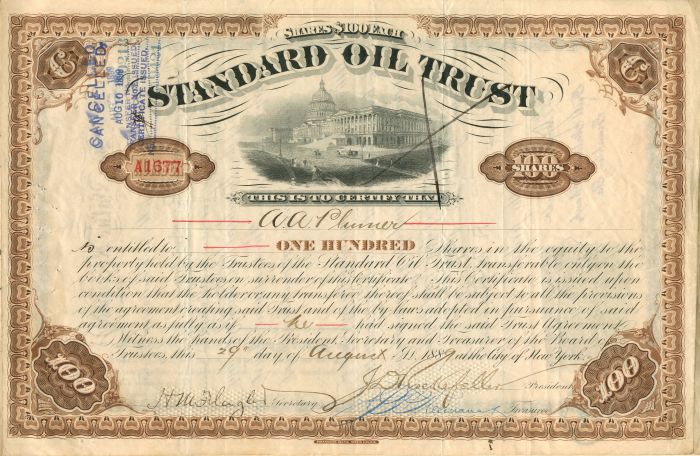 SHARES $100 EACH
CANCELLED.
CANCELLED.
STANDARD OIL TRUST
A1677
100
SHARES
THIS IS TO CERTIFY THAT
A.A. Plumer
is entitled to ONE HUNDRED Shares in the equity to the
property held by the Trustees of the Standard Oil Trust, transferable only on the
books of said Trustees on surrender of this certificate. This Certificate is issued upon
condition that the holder or any transferee thereof shall be subject to all the provisions
of the agreement creating said Trust and of the by-laws adopted in pursuance of said
agreement, as fully as if he had signed the said Trust Agreement.
Witness the hands of the President, Secretary and Treasurer of the Board of
Trustees, this 29th day of August A.D. 1889 at the City of New York.
President
Secretary
Treasurer
100
100